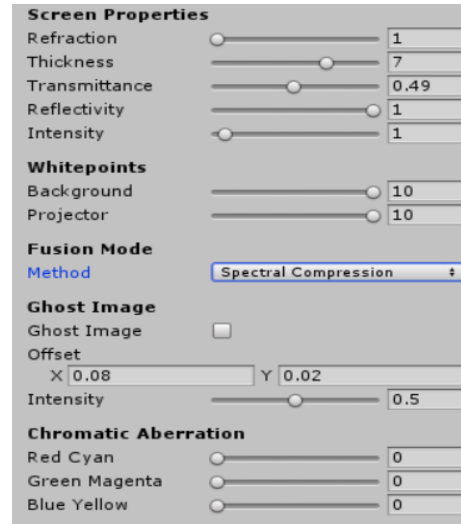 Screen Properties
Refraction 1
Thickness 7
Transmittance 0.49
Reflectivity 1
Intensity 1
Whitepoints
Background 10
Projector 10
Fusion Mode
Method Spectral Compression
Ghost Image
Ghost Image
Offset
X 0.08 Y 0.02
Intensity 0.5
Chromatic Aberration
Red Cyan 0
Green Magenta 0
Blue Yellow 0